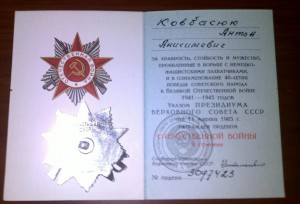 Ковбасюк
Антон
Анисимович
ЗА ХРАБРОСТЬ, СТОЙКОСТЬ И МУЖЕСТВО,
ПРОЯВЛЕННЫЕ В БОРЬБЕ С НЕМЕЦКО-
ФАШИСТСКИМИ ЗАХВАТЧИКАМИ,
И В ОЗНАМЕНОВАНИЕ 40-ЛЕТИЯ
ПОБЕДЫ СОВЕТСКОГО НАРОДА
В ВЕЛИКОЙ ОТЕЧЕСТВЕННОЙ ВОЙНЕ
1941—1945 ГОДОВ
Указом ПРЕЗИДИУМА
ВЕРХОВНОГО СОВЕТА СССР
от 11 марта 1985 г.
НАГРАЖДЕН ОРДЕНОМ
ОТЕЧЕСТВЕННОЙ ВОЙНЫ
СТЕПЕНИ
№ ордена